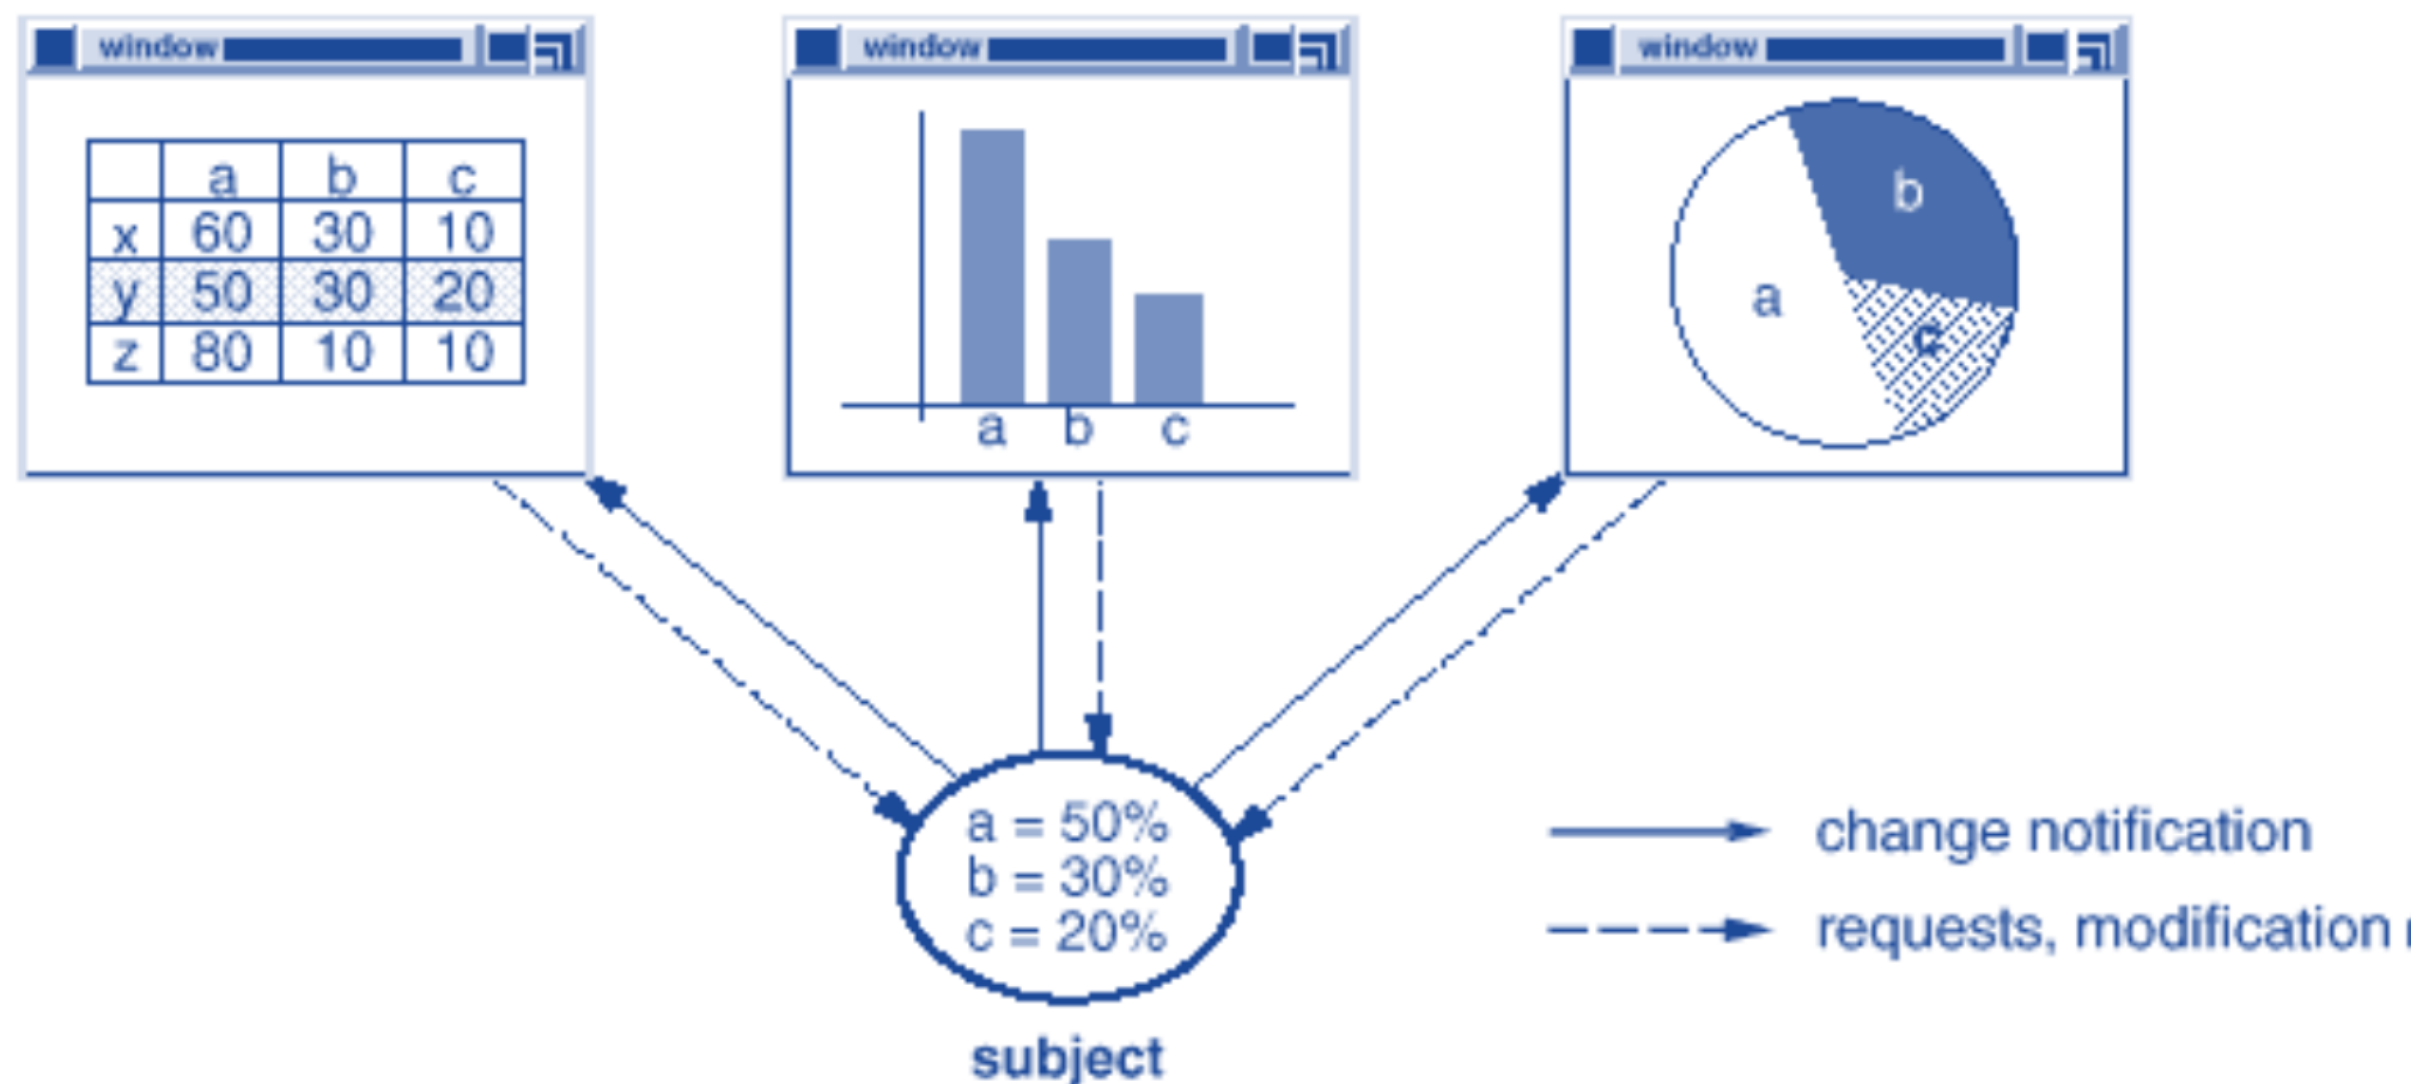 window
a b c
x 60 30 10
y 50 30 20
z 80 10 10
window
a b c
window
b
a
c
a = 50%
b = 30%
c = 20%
subject
change notification
requests, modification